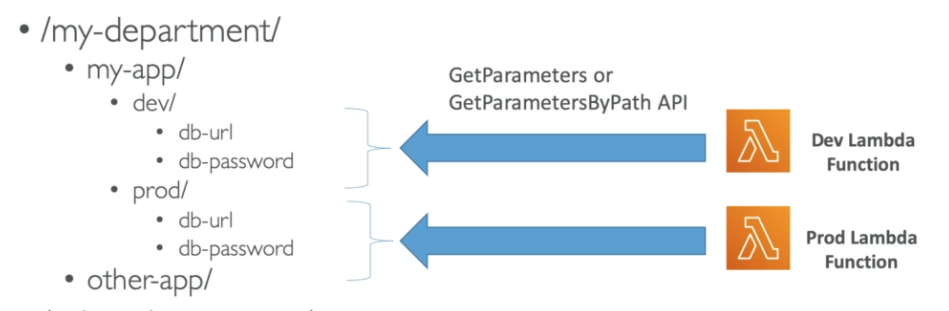 • /my-department/
• my-app/
• dev/
• db-url
• db-password
• prod/
• db-url
• db-password
• other-app/
GetParameters or
GetParametersByPath API
Dev Lambda
Function
Prod Lambda
Function